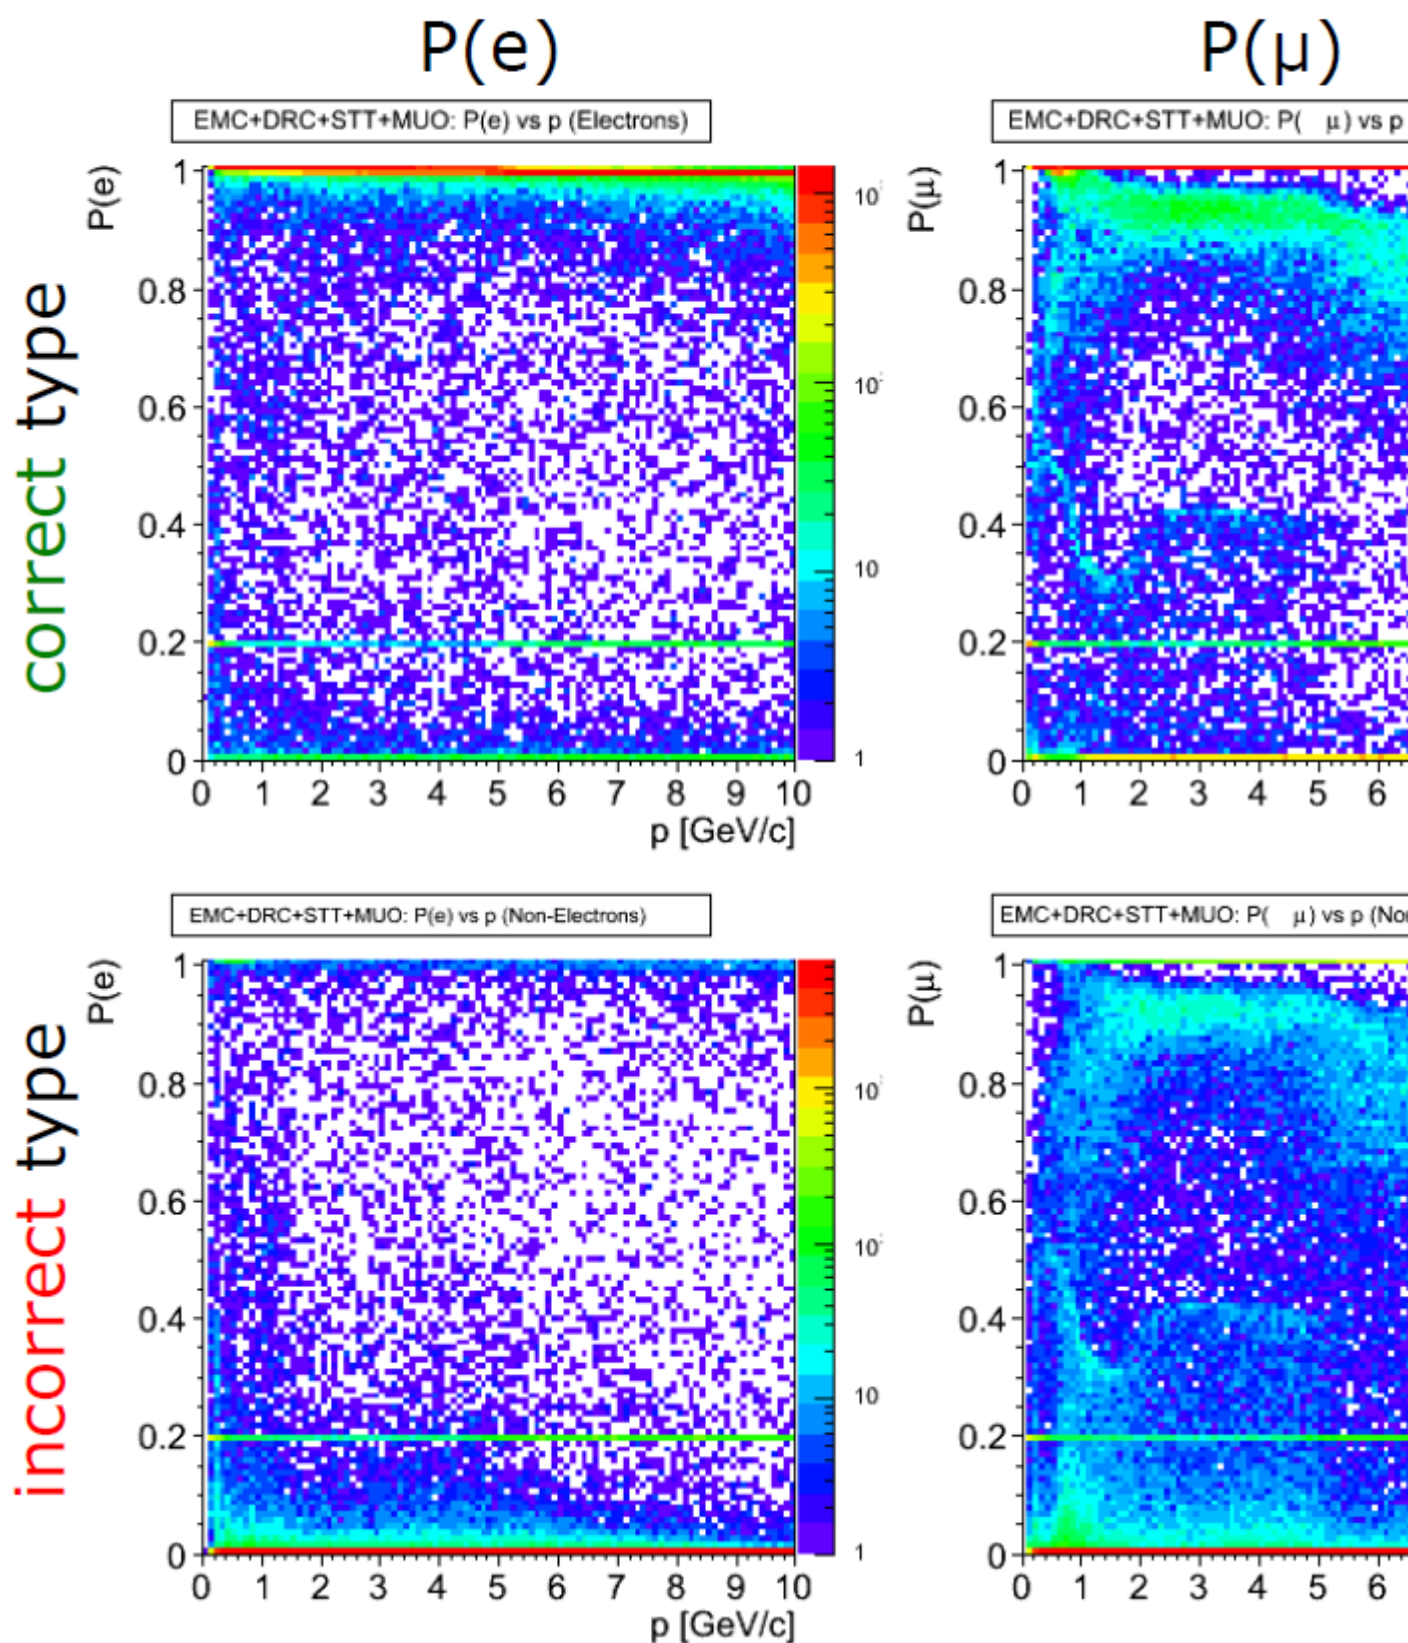 P(e)
P(μ)
EMC+DRC+STT+MUO: P(e) vs p (Electrons)
EMC+DRC+STT+MUO: P( μ) vs p
correct type
P(e)
1
0.8
0.6
0.4
0.2
0
0 1 2 3 4 5 6 7 8 9 10
p [GeV/c]
10
10
10
1
P(μ)
1
0.8
0.6
0.4
0.2
0
0 1 2 3 4 5 6
EMC+DRC+STT+MUO: P(e) vs p (Non-Electrons)
EMC+DRC+STT+MUO: P( μ) vs p (No
incorrect type
P(e)
1
0.8
0.6
0.4
0.2
0
0 1 2 3 4 5 6 7 8 9 10
p [GeV/c]
10
10
10
1
P(μ)
1
0.8
0.6
0.4
0.2
0
0 1 2 3 4 5 6